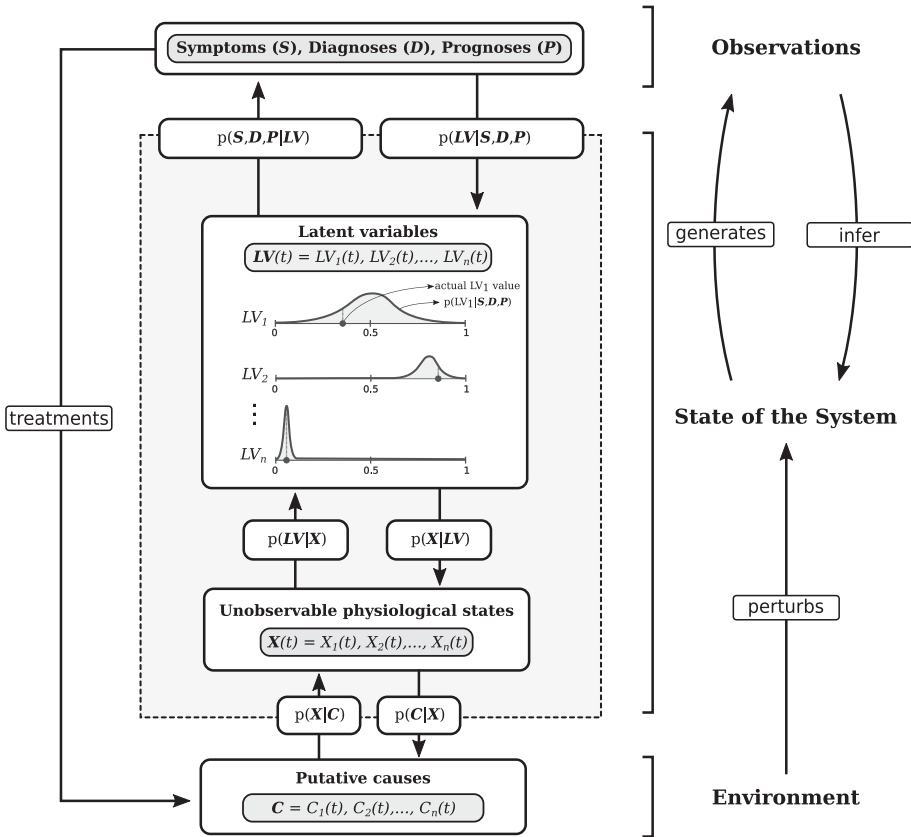 Symptoms (S), Diagnoses (D), Prognoses (P)
Observations
p(S,D,P|LV)
p(LV|S,D,P)
Latent variables
LV(t) = LV1(t), LV2(t),..., LVn(t)
actual LV1 value
p(LV1|S,D,P)
LV1
0 0.5 1
LV2
0 0.5 1
⋮
LVn
0 0.5 1
generates
infer
treatments
State of the System
p(LV|X)
p(X|LV)
Unobservable physiological states
X(t) = X1(t), X2(t),..., Xn(t)
perturbs
p(X|C)
p(C|X)
Putative causes
C = C1(t), C2(t),..., Cn(t)
Environment